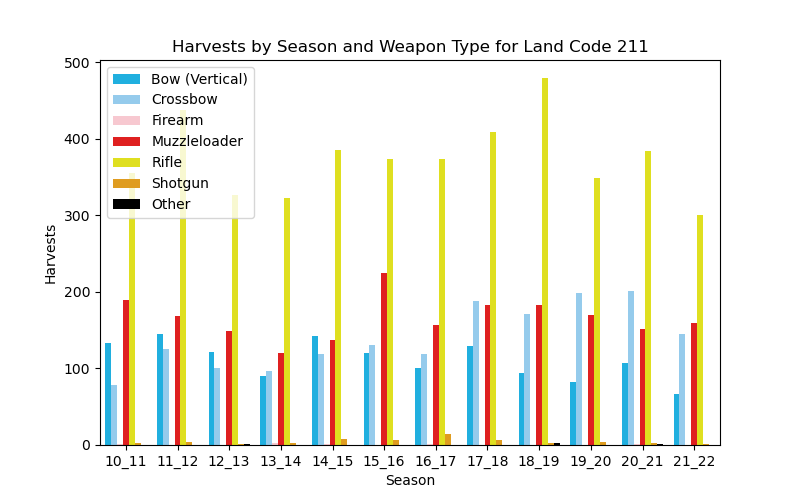 Harvests by Season and Weapon Type for Land Code 211
500
400
300
200
100
0
Harvests
Bow (Vertical)
Crossbow
Firearm
Muzzleloader
Rifle
Shotgun
Other
10_11 11_12 12_13 13_14 14_15 15_16 16_17 17_18 18_19 19_20 20_21 21_22
Season